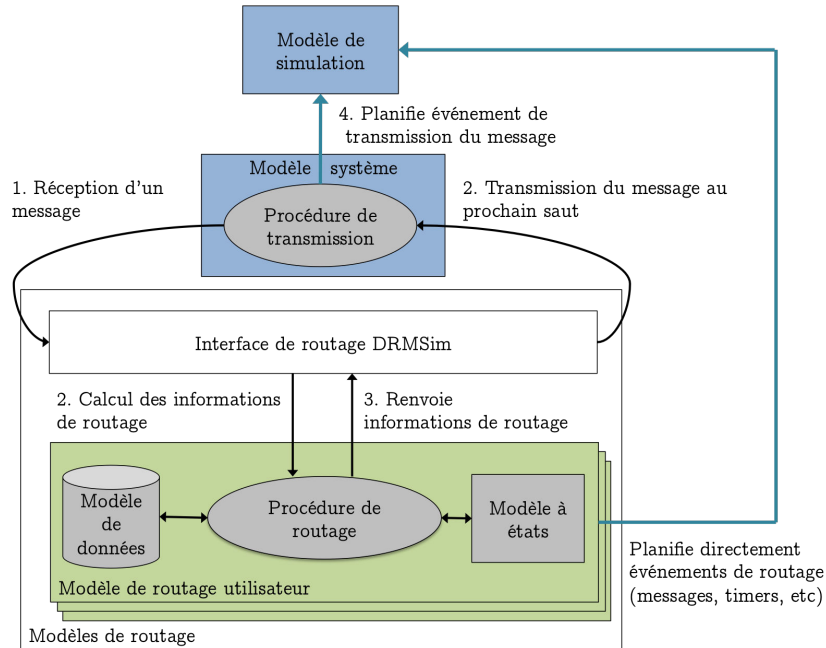 Modèle de
simulation
4. Planifie événement de
transmission du message
Modèle système
1. Réception d'un
message
2. Transmission du message au
prochain saut
Procédure de
transmission
Interface de routage DRMSim
2. Calcul des informations
de routage
3. Renvoie
informations de routage
Modèle
de
données
Procédure de
routage
Modèle à
états
Modèle de routage utilisateur
Planifie directement
événements de routage
(messages, timers, etc)
Modèles de routage